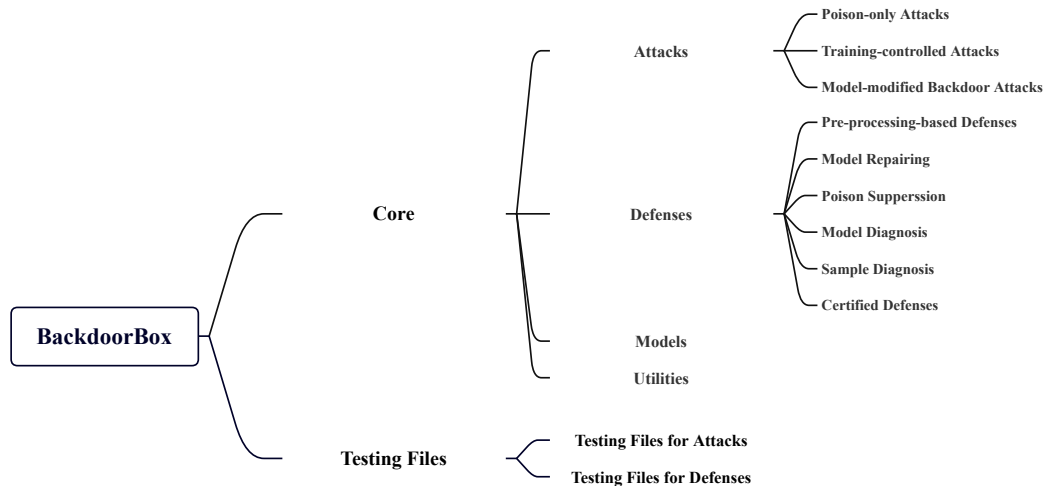 BackdoorBox
Core
Attacks
Poison-only Attacks
Training-controlled Attacks
Model-modified Backdoor Attacks
Defenses
Pre-processing-based Defenses
Model Repairing
Poison Supperssion
Model Diagnosis
Sample Diagnosis
Certified Defenses
Models
Utilities
Testing Files
Testing Files for Attacks
Testing Files for Defenses